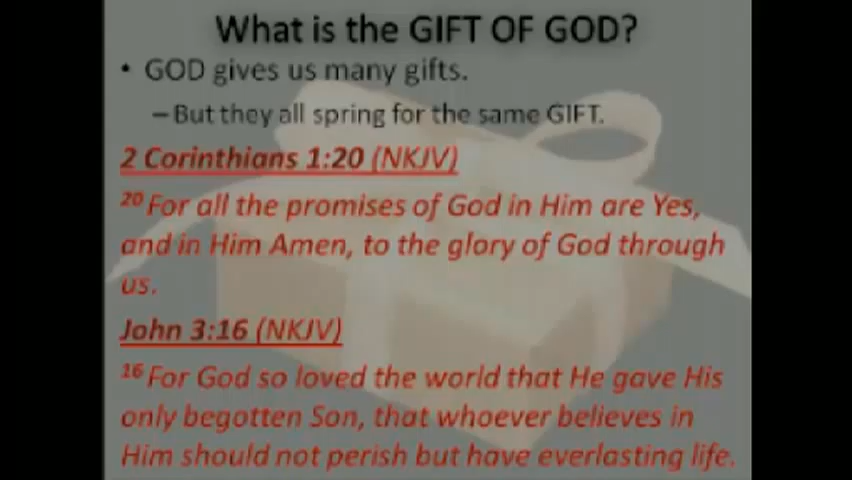 What is the GIFT OF GOD?
• GOD gives us many gifts.
– But they all spring for the same GIFT.
2 Corinthians 1:20 (NKJV)
20 For all the promises of God in Him are Yes,
and in Him Amen, to the glory of God through
us.
John 3:16 (NKJV)
16 For God so loved the world that He gave His
only begotten Son, that whoever believes in
Him should not perish but have everlasting life.